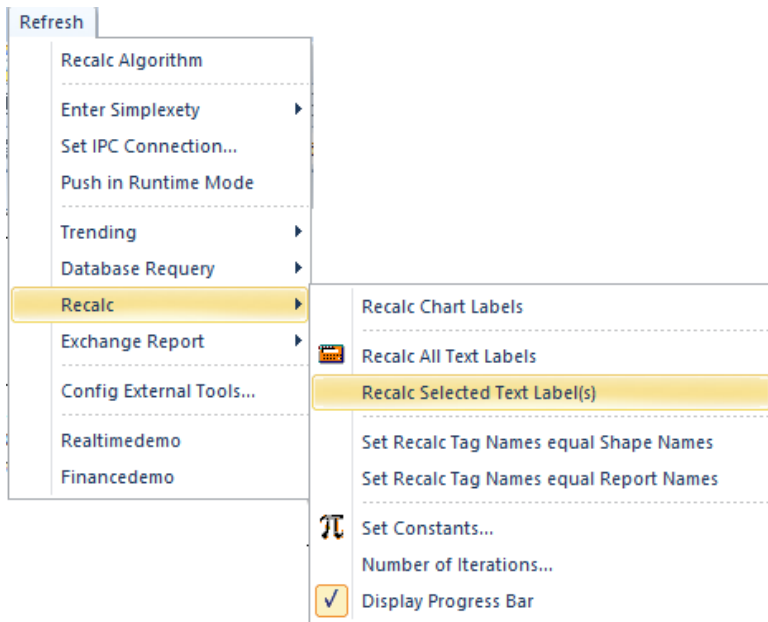 Refresh
Recalc Algorithm
Enter Simplexety
Set IPC Connection...
Push in Runtime Mode
Trending
Database Requery
Recalc
Exchange Report
Config External Tools...
Realtimedemo
Financedemo
Recalc Chart Labels
Recalc All Text Labels
Recalc Selected Text Label(s)
Set Recalc Tag Names equal Shape Names
Set Recalc Tag Names equal Report Names
Set Constants...
Number of Iterations...
Display Progress Bar